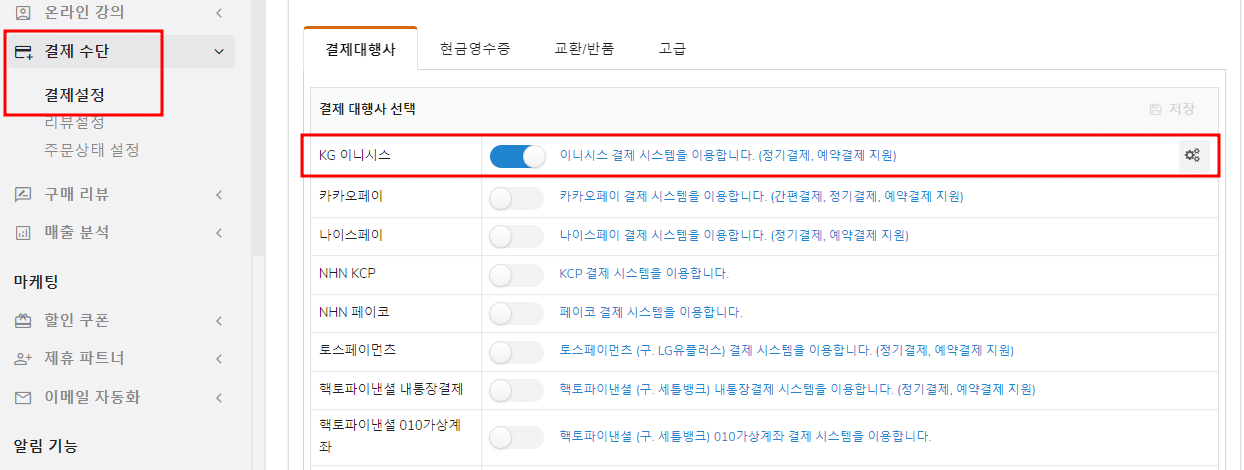 온라인 강의
결제 수단
결제설정
리뷰설정
주문상태 설정
구매 리뷰
매출 분석
마케팅
할인 쿠폰
제휴 파트너
이메일 자동화
알림 기능
결제대행사 현금영수증 교환/반품 고급
결제 대행사 선택 저장
KG 이니시스 이니시스 결제 시스템을 이용합니다. (정기결제, 예약결제 지원)
카카오페이 카카오페이 결제 시스템을 이용합니다. (간편결제, 정기결제, 예약결제 지원)
나이스페이 나이스페이 결제 시스템을 이용합니다. (정기결제, 예약결제 지원)
NHN KCP KCP 결제 시스템을 이용합니다.
NHN 페이코 페이코 결제 시스템을 이용합니다.
토스페이먼츠 토스페이먼츠 (구. LG유플러스) 결제 시스템을 이용합니다. (정기결제, 예약결제 지원)
핵토파이낸셜 내통장결제 핵토파이낸셜 (구. 세틀뱅크) 내통장결제 시스템을 이용합니다. (정기결제, 예약결제 지원)
핵토파이낸셜 010가상계
좌
핵토파이낸셜 (구. 세틀뱅크) 010가상계좌 결제 시스템을 이용합니다.